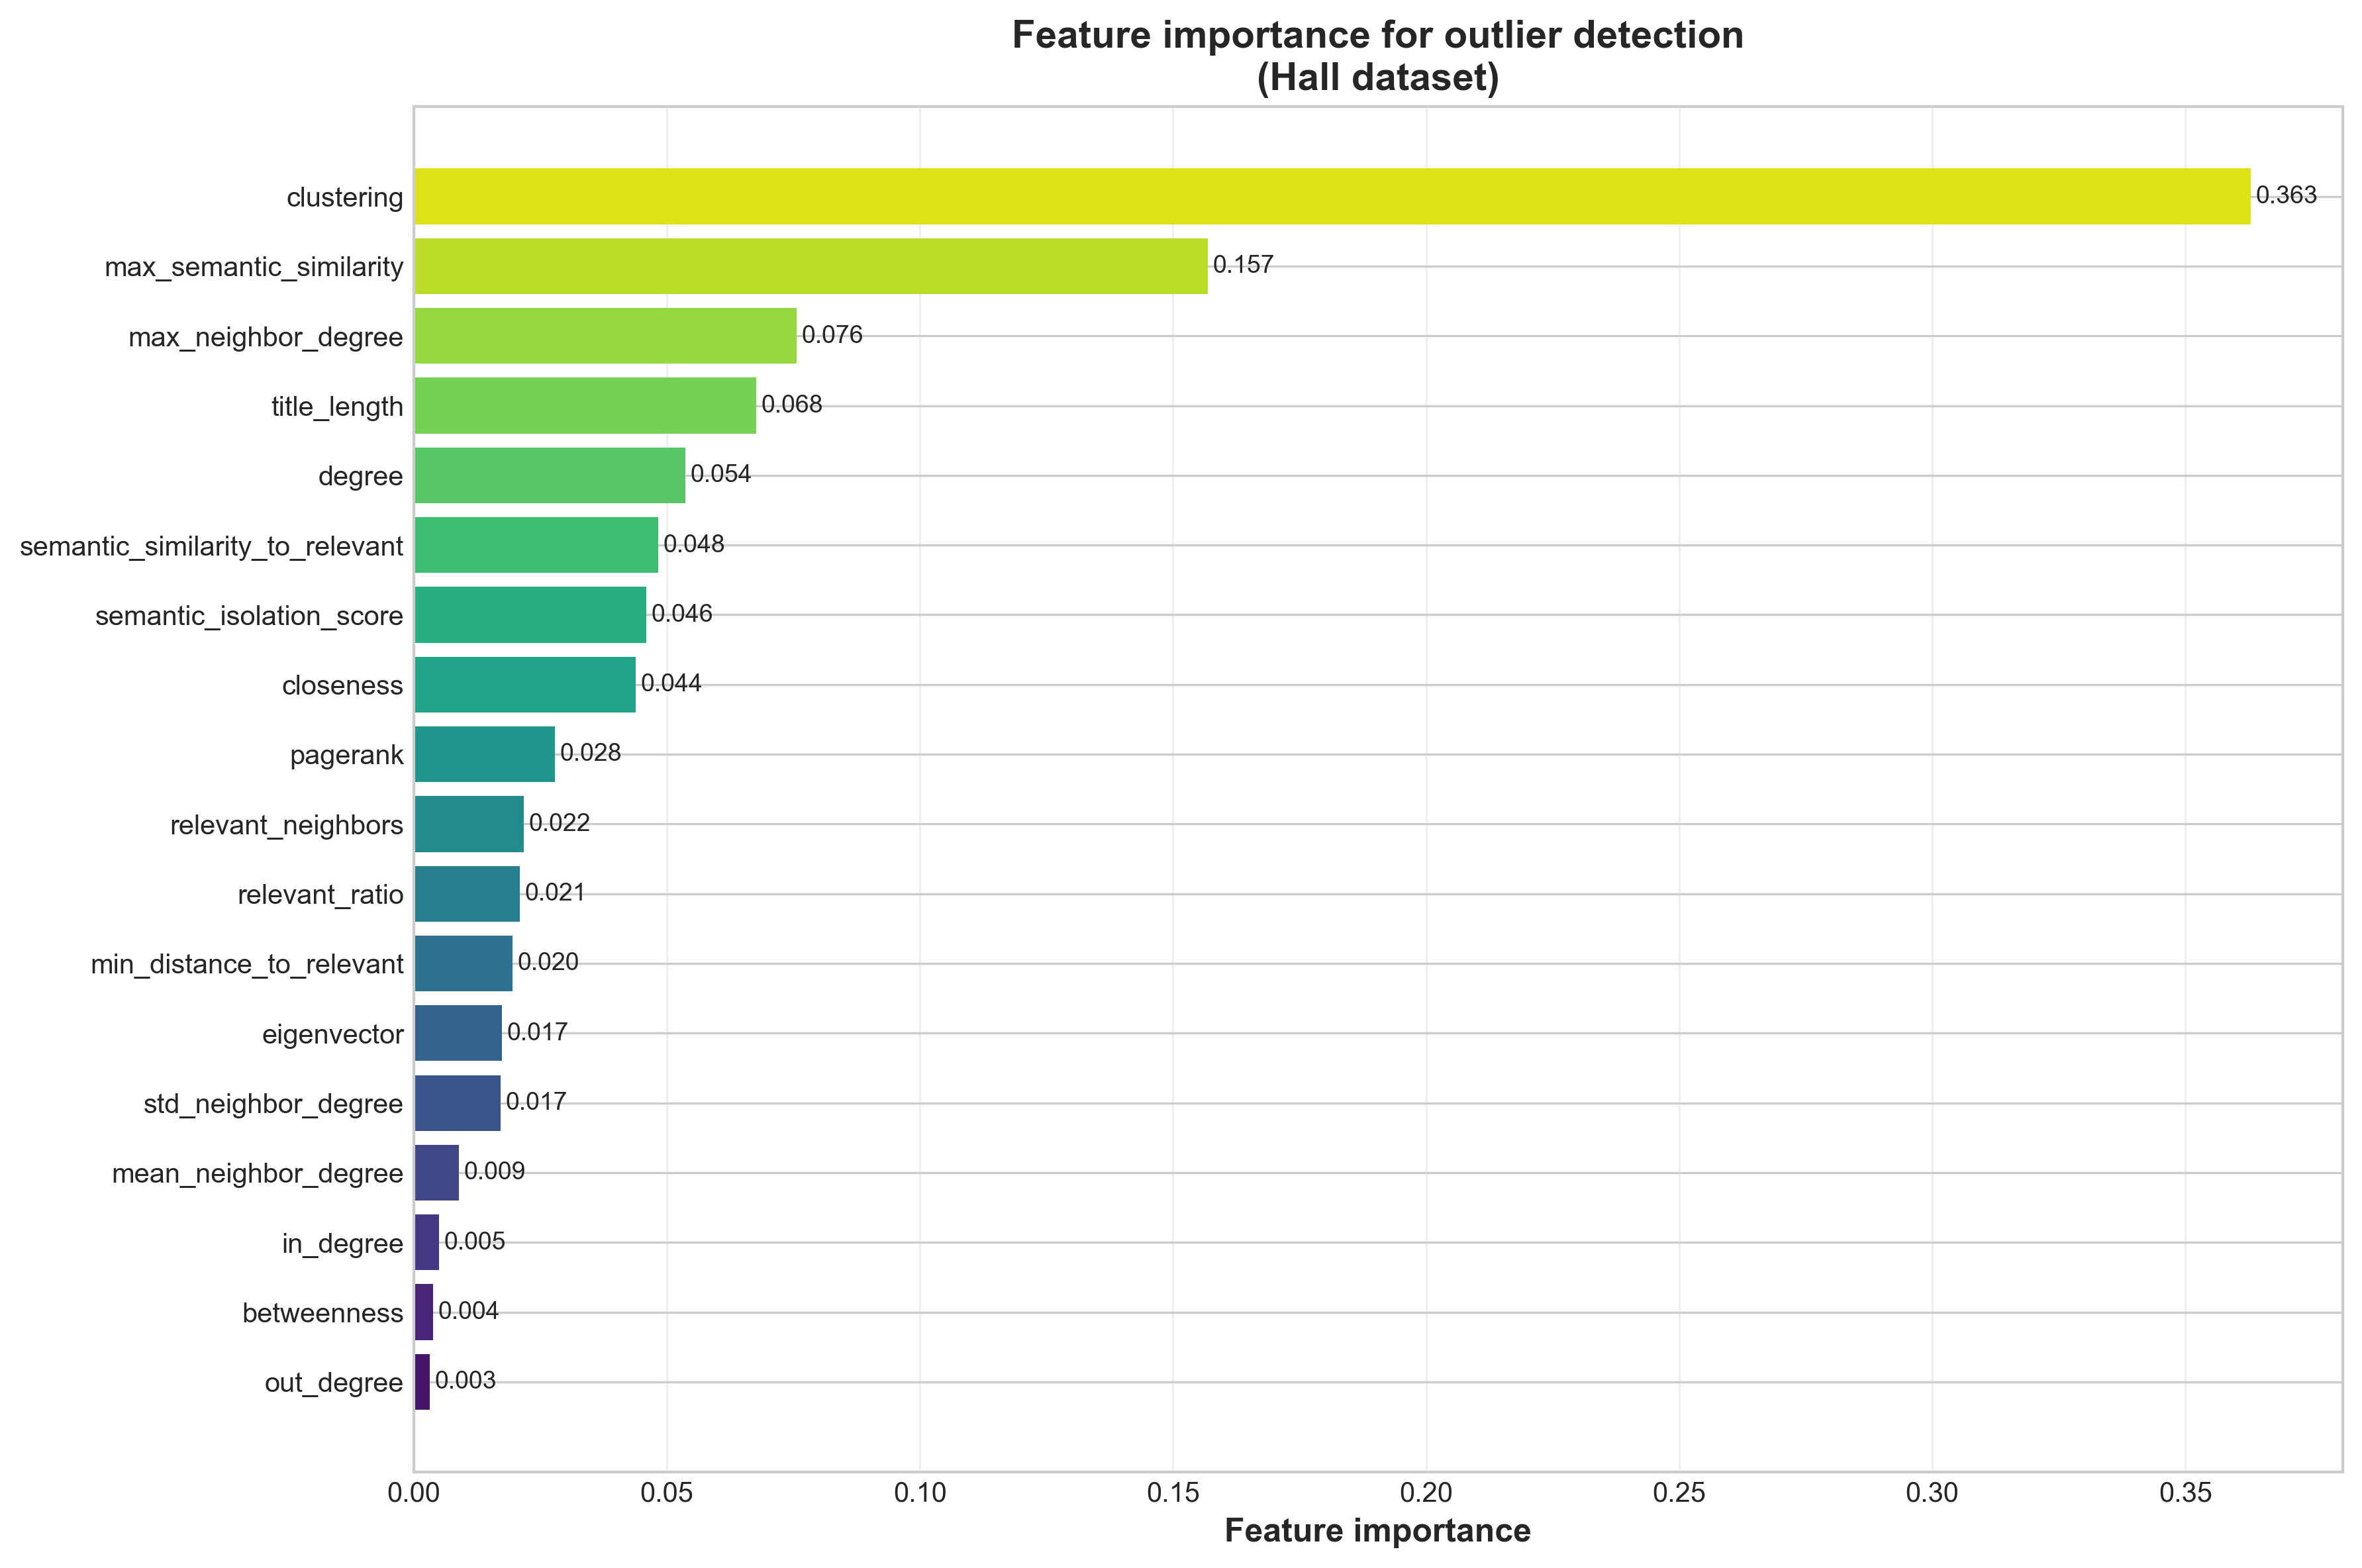 Feature importance for outlier detection
(Hall dataset)
clustering 0.363
max_semantic_similarity 0.157
max_neighbor_degree 0.076
title_length 0.068
degree 0.054
semantic_similarity_to_relevant 0.048
semantic_isolation_score 0.046
closeness 0.044
pagerank 0.028
relevant_neighbors 0.022
relevant_ratio 0.021
min_distance_to_relevant 0.020
eigenvector 0.017
std_neighbor_degree 0.017
mean_neighbor_degree 0.009
in_degree 0.005
betweenness 0.004
out_degree 0.003
0.00 0.05 0.10 0.15 0.20 0.25 0.30 0.35
Feature importance